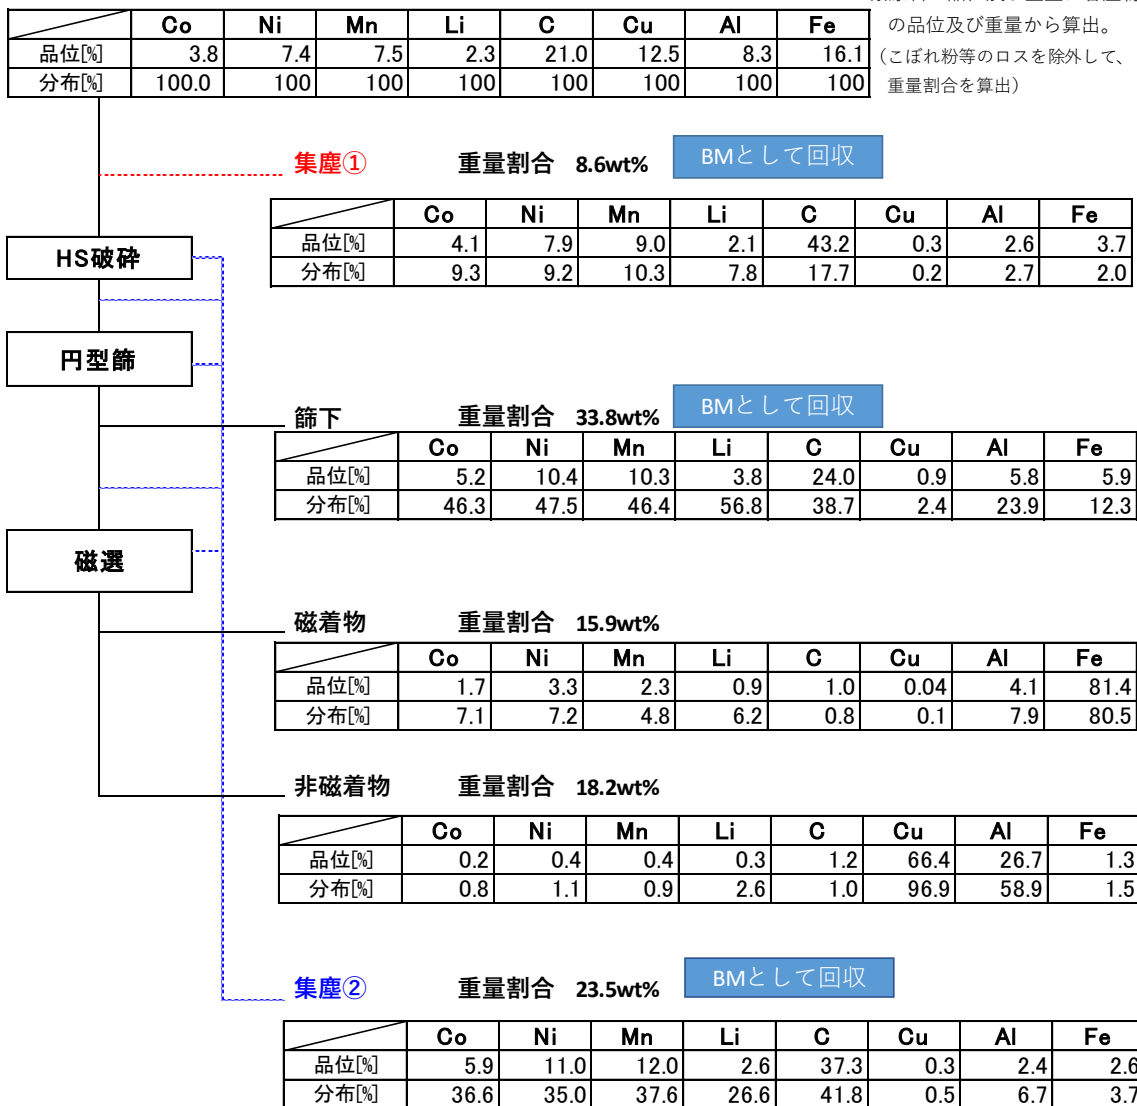 の品位及び重量から算出。
Co Ni Mn Li C Cu Al Fe
品位[%] 3.8 7.4 7.5 2.3 21.0 12.5 8.3 16.1
(こぼれ粉等のロスを除外して、
分布[%] 100.0 100 100 100 100 100 100 100
重量割合を算出)
集塵① 重量割合 8.6wt% BMとして回収
Co Ni Mn Li C Cu Al Fe
品位[%] 4.1 7.9 9.0 2.1 43.2 0.3 2.6 3.7
分布[%] 9.3 9.2 10.3 7.8 17.7 0.2 2.7 2.0
HS破砕
円型篩
篩下 重量割合 33.8wt% BMとして回収
Co Ni Mn Li C Cu Al Fe
品位[%] 5.2 10.4 10.3 3.8 24.0 0.9 5.8 5.9
分布[%] 46.3 47.5 46.4 56.8 38.7 2.4 23.9 12.3
磁選
磁着物 重量割合 15.9wt%
Co Ni Mn Li C Cu Al Fe
品位[%] 1.7 3.3 2.3 0.9 1.0 0.04 4.1 81.4
分布[%] 7.1 7.2 4.8 6.2 0.8 0.1 7.9 80.5
非磁着物 重量割合 18.2wt%
Co Ni Mn Li C Cu Al Fe
品位[%] 0.2 0.4 0.4 0.3 1.2 66.4 26.7 1.3
分布[%] 0.8 1.1 0.9 2.6 1.0 96.9 58.9 1.5
集塵② 重量割合 23.5wt% BMとして回収
Co Ni Mn Li C Cu Al Fe
品位[%] 5.9 11.0 12.0 2.6 37.3 0.3 2.4 2.6
分布[%] 36.6 35.0 37.6 26.6 41.8 0.5 6.7 3.7